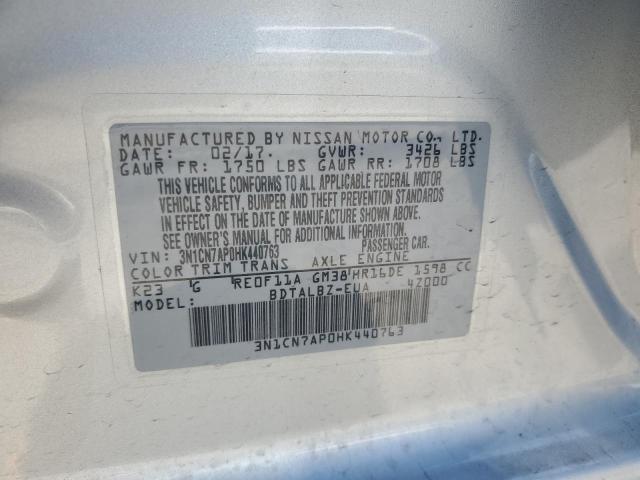 MANUFACTURED BY NISSAN MOTOR CO., LTD.
DATE: 02/17. GVWR: 3426 LBS
GAWR FR: 1750 LBS GAWR RR: 1708 LBS
THIS VEHICLE CONFORMS TO ALL APPLICABLE FEDERAL MOTOR
VEHICLE SAFETY, BUMPER AND THEFT PREVENTION STANDARDS
IN EFFECT ON THE DATE OF MANUFACTURE SHOWN ABOVE.
SEE OWNER'S MANUAL FOR ADDITIONAL INFORMATION.
VIN: 3N1CN7AP0HK440763 PASSENGER CAR.
COLOR TRIM TRANS AXLE ENGINE
K23 G RE0F11A GM38 HR16DE 1598 CC
MODEL: BDTALBZ-EUA 4Z000
3N1CN7AP0HK440763